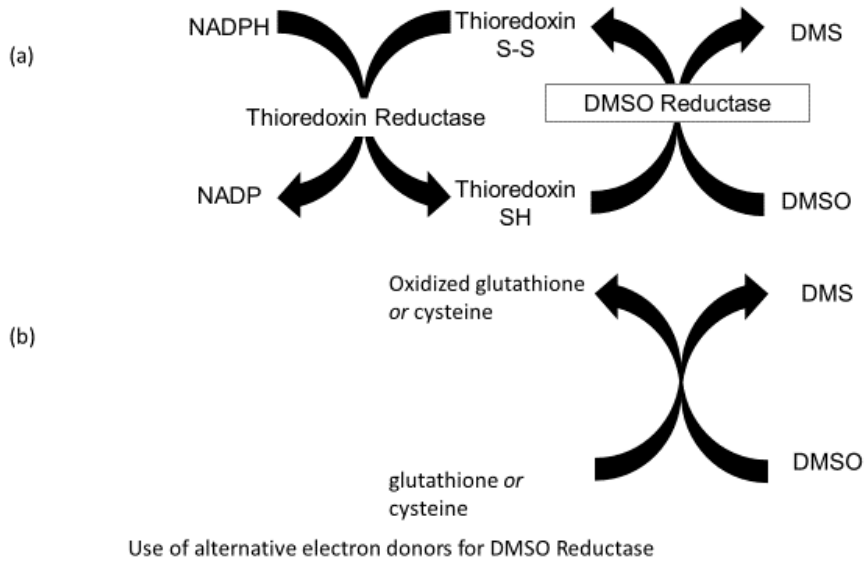 (a)
NADPH
Thioredoxin
S-S
DMS
Thioredoxin Reductase
DMSO Reductase
NADP
Thioredoxin
SH
DMSO
(b)
Oxidized glutathione
or cysteine
DMS
glutathione or
cysteine
DMSO
Use of alternative electron donors for DMSO Reductase